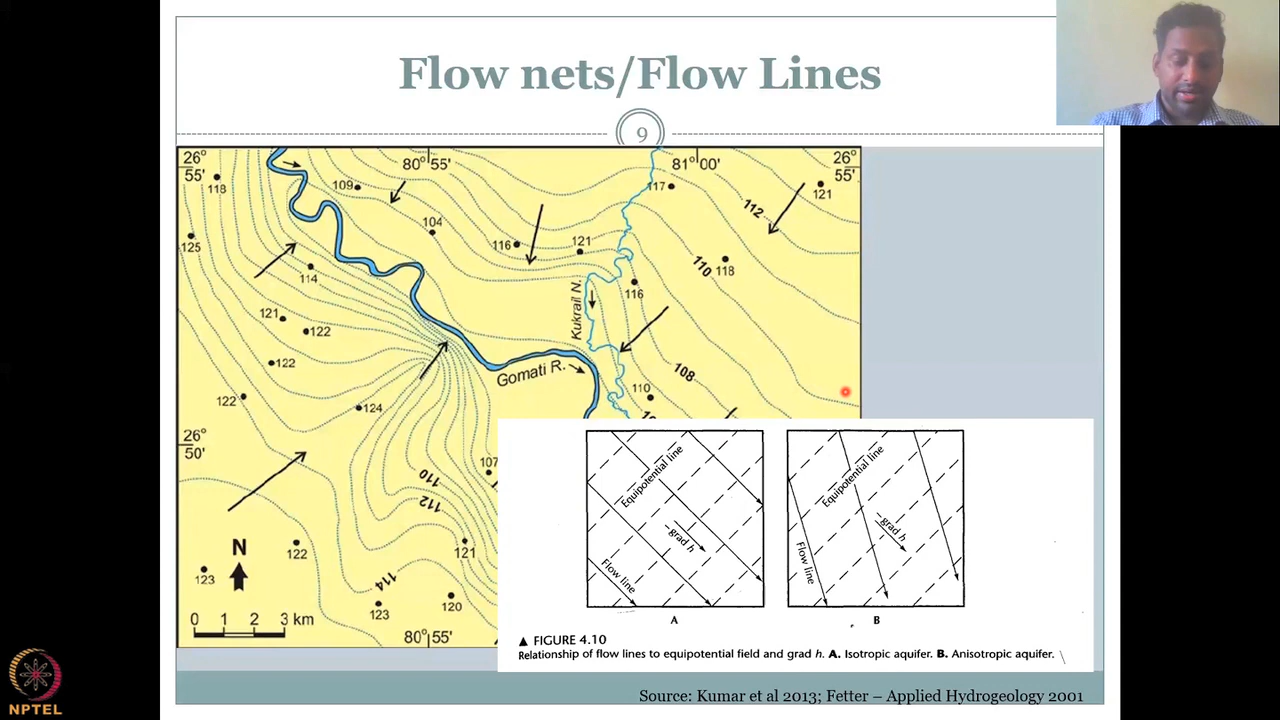 Flow nets/Flow Lines
9
26° 55'
80° 55'
81° 00'
26° 55'
118
109
117
121
112
104
125
116
121
110
118
114
116
Kukrail N.
121
122
122
Gomati R.
108
110
122
124
26° 50'
107
110
112
N
122
121
123
114
123
120
0 1 2 3 km
80° 55'
Equipotential line
grad h
Flow line
A
Equipotential line
grad h
Flow line
B
▲ FIGURE 4.10
Relationship of flow lines to equipotential field and grad h. A. Isotropic aquifer. B. Anisotropic aquifer.
Source: Kumar et al 2013; Fetter – Applied Hydrogeology 2001
NPTEL